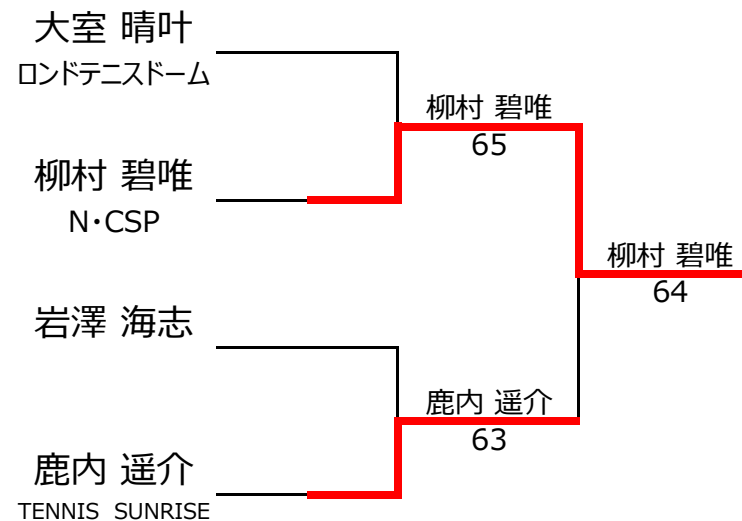 大室 晴叶
ロンドテニスドーム
柳村 碧唯
65
柳村 碧唯
N・CSP
柳村 碧唯
64
岩澤 海志
鹿内 遥介
63
鹿内 遥介
TENNIS SUNRISE